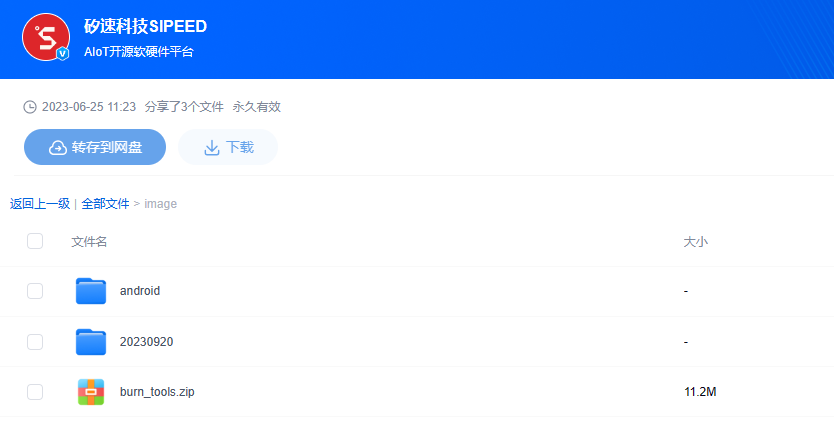 矽速科技SIPEED
AIoT开源软硬件平台
2023-06-25 11:23 分享了3个文件 永久有效
转存到网盘 下载
返回上一级 | 全部文件 > image
文件名 大小
android -
20230920 -
burn_tools.zip 11.2M